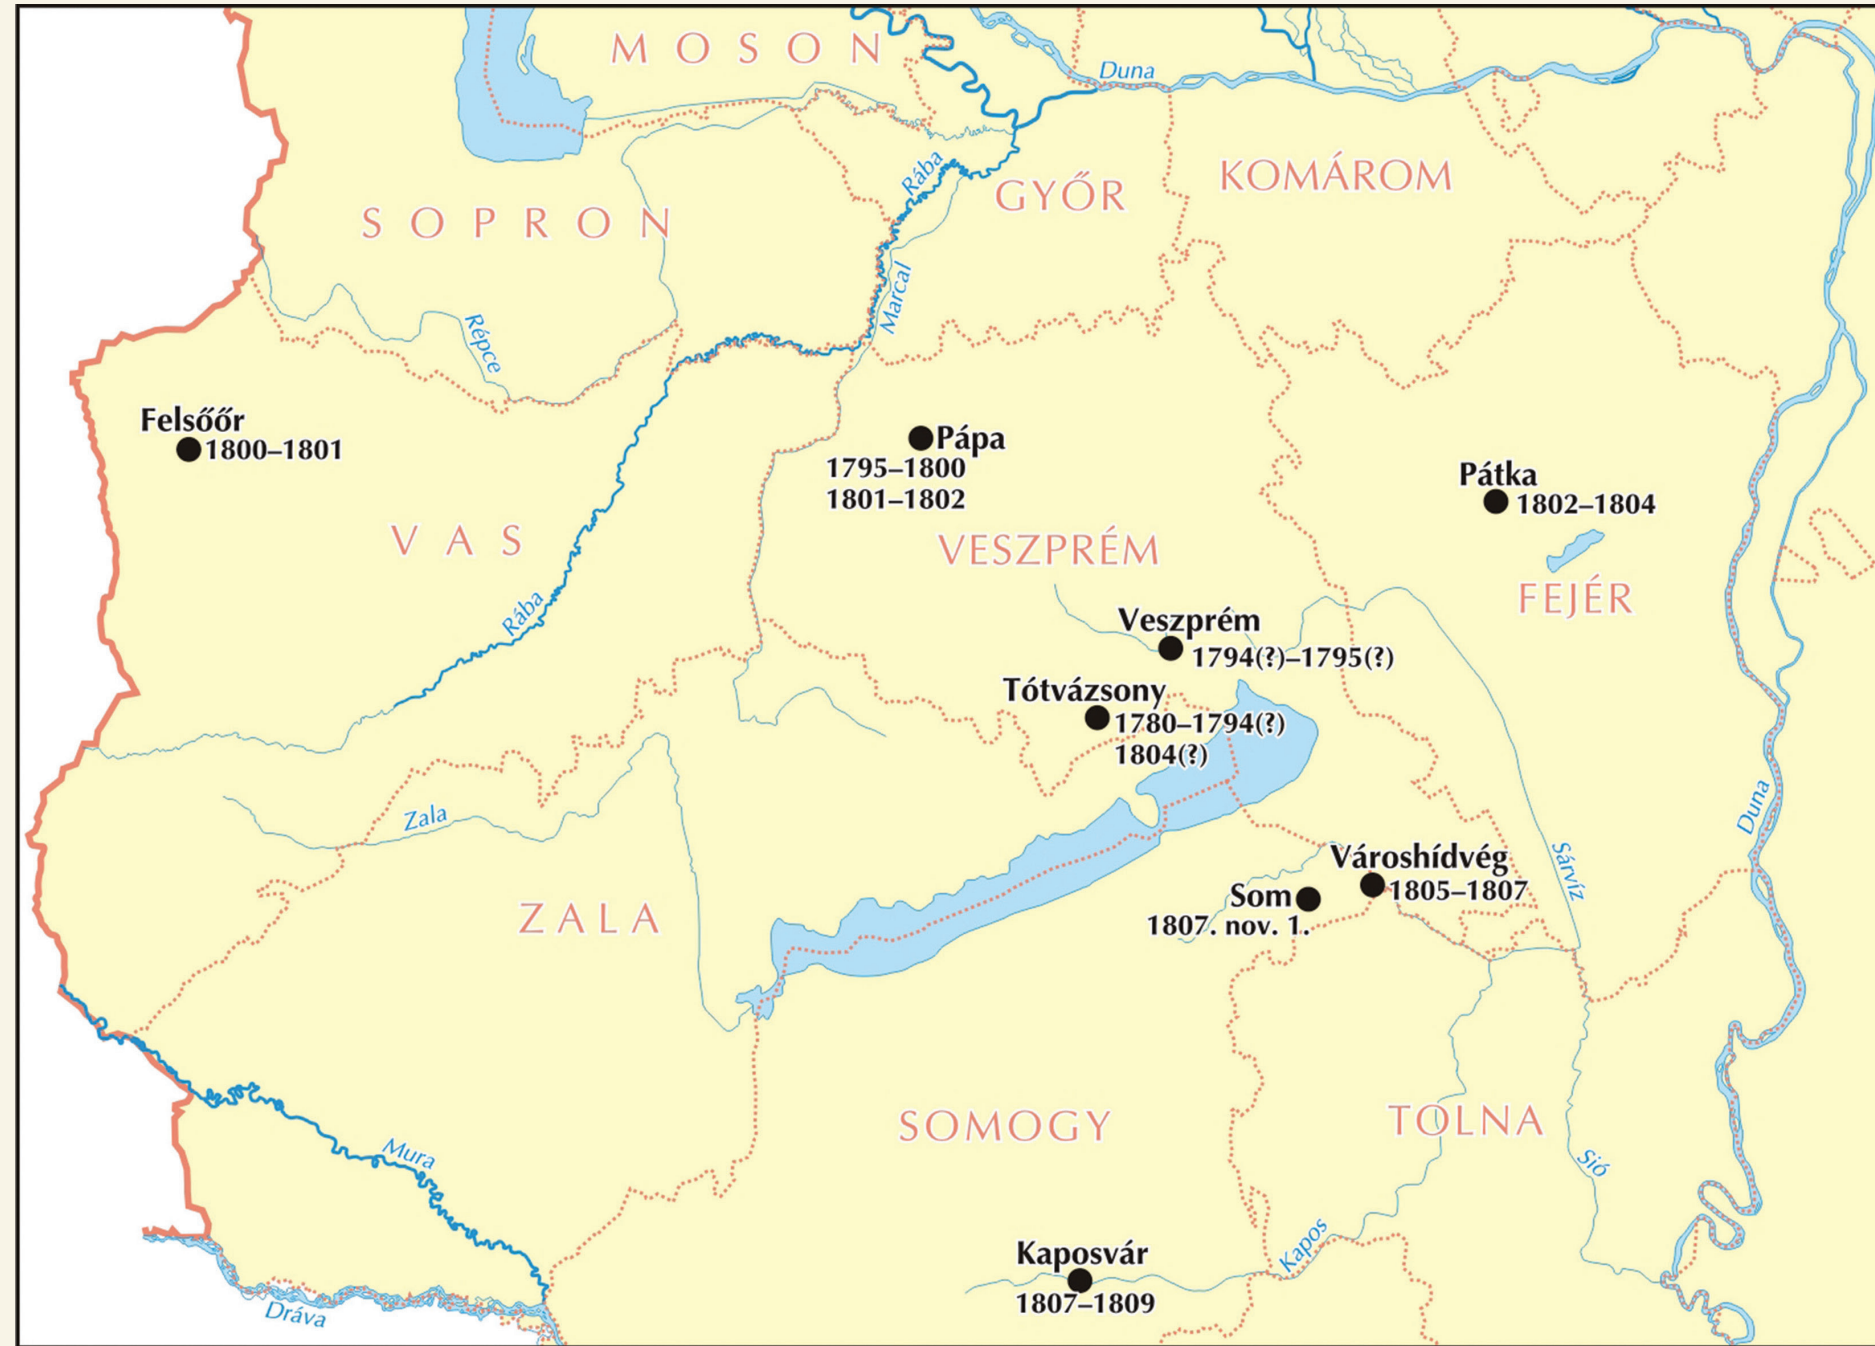 MOSON
Duna
Rába
GYŐR
KOMÁROM
SOPRON
Marcal
Répce
Felsőőr
1800–1801
Pápa
1795–1800
1801–1802
Pátka
1802–1804
VAS
VESZPRÉM
FEJÉR
Rába
Veszprém
1794(?)–1795(?)
Tótvázsony
1780–1794(?)
1804(?)
Zala
Duna
Városhídvég
1805–1807
Sárvíz
Som
1807. nov. 1.
ZALA
SOMOGY
TOLNA
Mura
Sió
Kaposvár
1807–1809
Kapos
Dráva